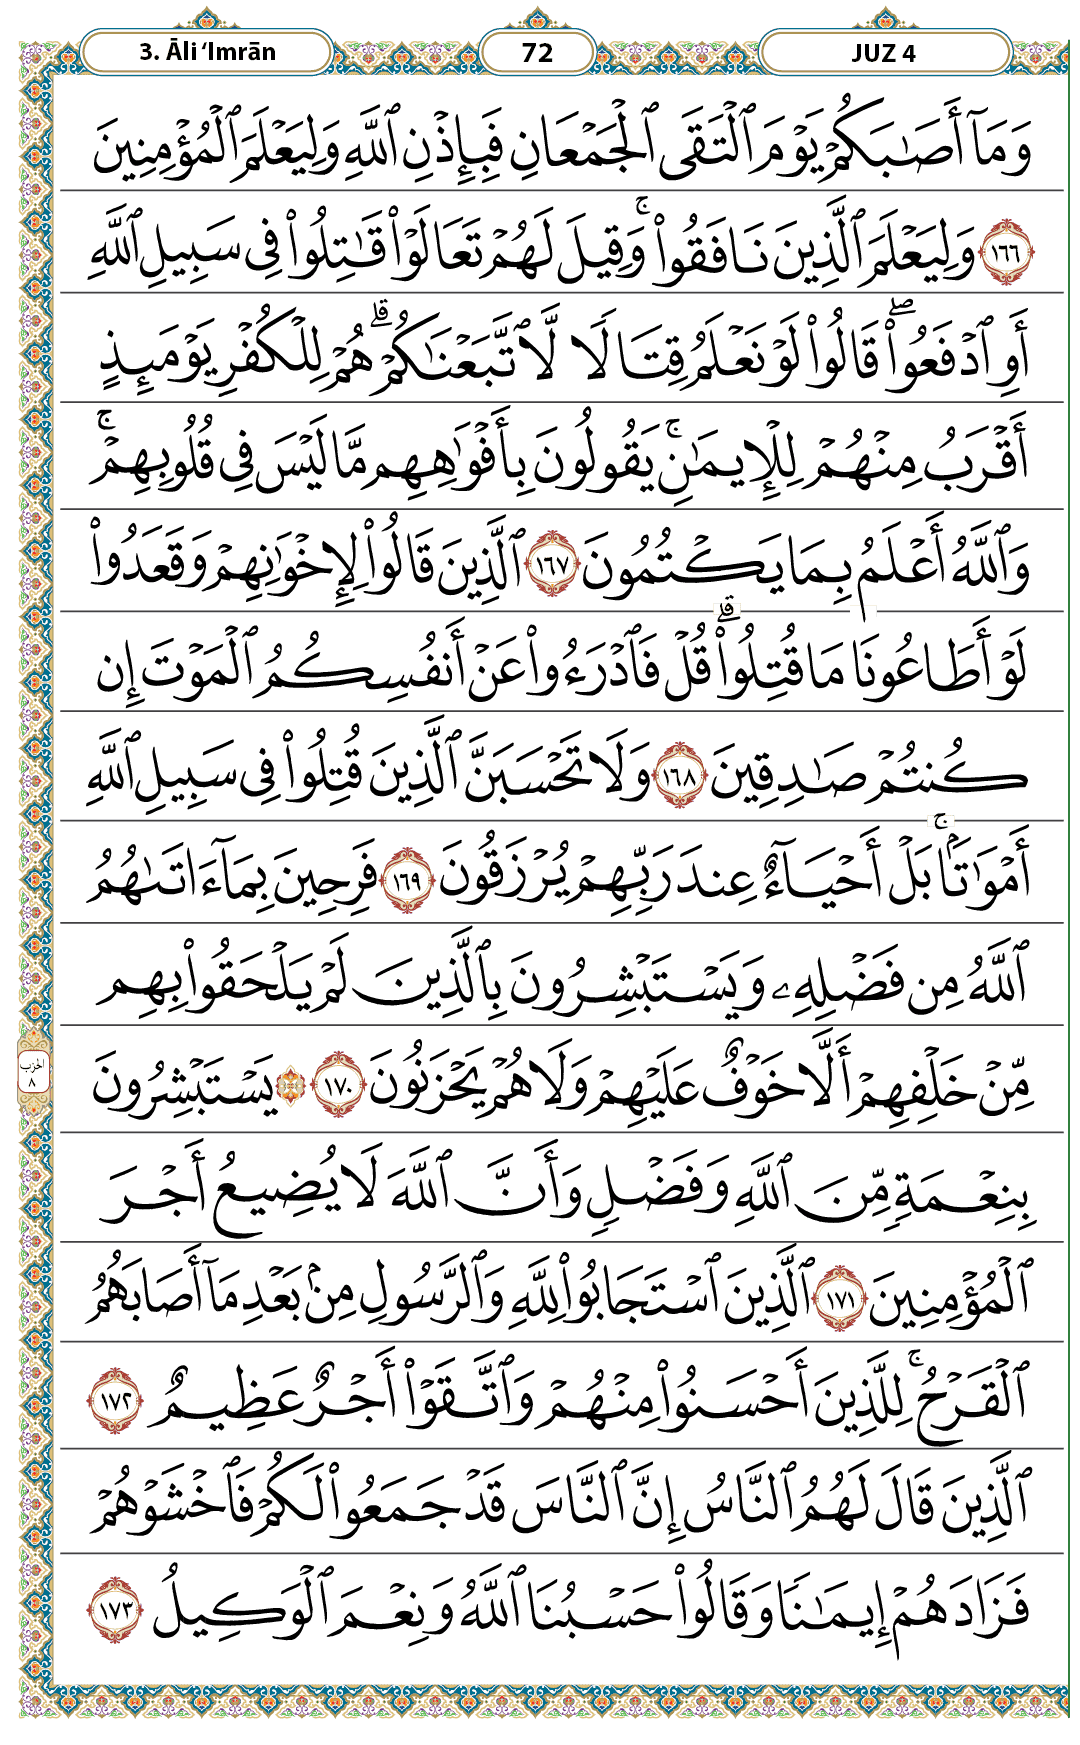 3. Āli ‘Imrān 72 JUZ 4
وَمَآ أَصَـٰبَكُمْ يَوْمَ ٱلْتَقَى ٱلْجَمْعَانِ فَبِإِذْنِ ٱللَّهِ وَلِيَعْلَمَ ٱلْمُؤْمِنِينَ
١٦٦ وَلِيَعْلَمَ ٱلَّذِينَ نَافَقُوا۟ ۚ وَقِيلَ لَهُمْ تَعَالَوْا۟ قَـٰتِلُوا۟ فِى سَبِيلِ ٱللَّهِ
أَوِ ٱدْفَعُوا۟ ۖ قَالُوا۟ لَوْ نَعْلَمُ قِتَالًا لَّٱتَّبَعْنَـٰكُمْ ۗ هُمْ لِلْكُفْرِ يَوْمَئِذٍ
أَقْرَبُ مِنْهُمْ لِلْإِيمَـٰنِ ۚ يَقُولُونَ بِأَفْوَٰهِهِم مَّا لَيْسَ فِى قُلُوبِهِمْ ۚ
وَٱللَّهُ أَعْلَمُ بِمَا يَكْتُمُونَ ١٦٧ ٱلَّذِينَ قَالُوا۟ لِإِخْوَٰنِهِمْ وَقَعَدُوا۟
لَوْ أَطَاعُونَا مَا قُتِلُوا۟ ۗ قُلْ فَٱدْرَءُوا۟ عَنْ أَنفُسِكُمُ ٱلْمَوْتَ إِن
كُنتُمْ صَـٰدِقِينَ ١٦٨ وَلَا تَحْسَبَنَّ ٱلَّذِينَ قُتِلُوا۟ فِى سَبِيلِ ٱللَّهِ
أَمْوَٰتًۢا ۚ بَلْ أَحْيَآءٌ عِندَ رَبِّهِمْ يُرْزَقُونَ ١٦٩ فَرِحِينَ بِمَآ ءَاتَىٰهُمُ
ٱللَّهُ مِن فَضْلِهِۦ وَيَسْتَبْشِرُونَ بِٱلَّذِينَ لَمْ يَلْحَقُوا۟ بِهِم
مِّنْ خَلْفِهِمْ أَلَّا خَوْفٌ عَلَيْهِمْ وَلَا هُمْ يَحْزَنُونَ ١٧٠ ۞ يَسْتَبْشِرُونَ
الحزب
٨
بِنِعْمَةٍ مِّنَ ٱللَّهِ وَفَضْلٍ وَأَنَّ ٱللَّهَ لَا يُضِيعُ أَجْرَ
ٱلْمُؤْمِنِينَ ١٧١ ٱلَّذِينَ ٱسْتَجَابُوا۟ لِلَّهِ وَٱلرَّسُولِ مِنۢ بَعْدِ مَآ أَصَابَهُمُ
ٱلْقَرْحُ ۚ لِلَّذِينَ أَحْسَنُوا۟ مِنْهُمْ وَٱتَّقَوْا۟ أَجْرٌ عَظِيمٌ ١٧٢
ٱلَّذِينَ قَالَ لَهُمُ ٱلنَّاسُ إِنَّ ٱلنَّاسَ قَدْ جَمَعُوا۟ لَكُمْ فَٱخْشَوْهُمْ
فَزَادَهُمْ إِيمَـٰنًا وَقَالُوا۟ حَسْبُنَا ٱللَّهُ وَنِعْمَ ٱلْوَكِيلُ ١٧٣